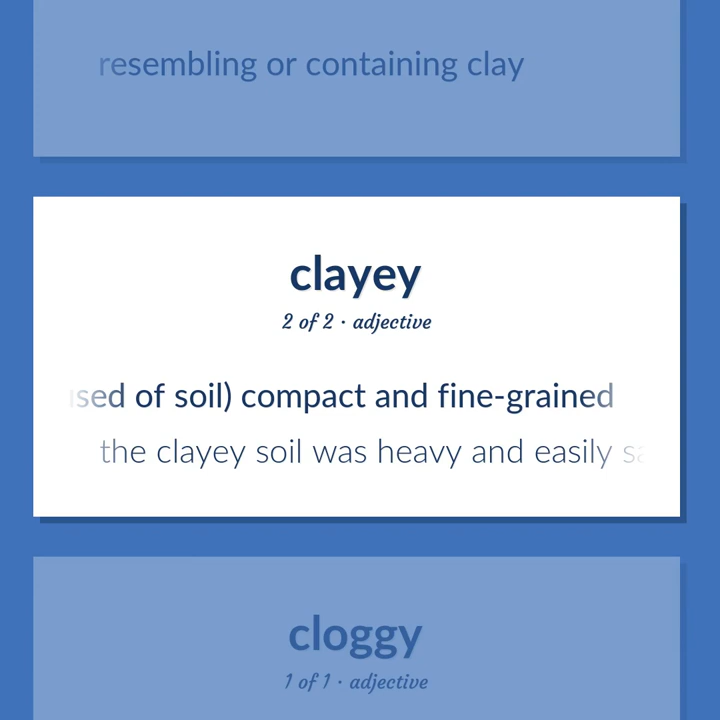 resembling or containing clay
clayey
2 of 2 · adjective
of soil) compact and fine-grained
the clayey soil was heavy and easily
cloggy
1 of 1 · adjective